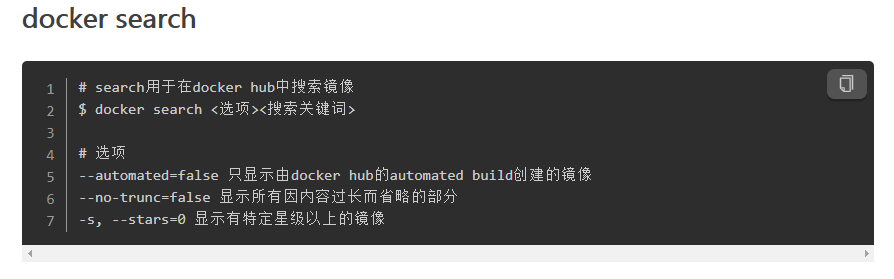 docker search
1 # search用于在docker hub中搜索镜像
2 $ docker search <选项><搜索关键词>
3
4 # 选项
5 --automated=false 只显示由docker hub的automated build创建的镜像
6 --no-trunc=false 显示所有因内容过长而省略的部分
7 -s, --stars=0 显示有特定星级以上的镜像